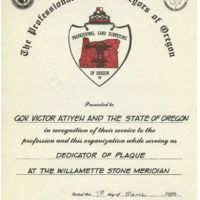 The Professional Land Surveyors of Oregon
PROFESSIONAL LAND SURVEYORS
OF OREGON
Presented to
GOV. VICTOR ATIYEH AND THE STATE OF OREGON
in recognition of their service to the
profession and this organization while serving as
DEDICATOR OF PLAQUE
AT THE WILLAMETTE STONE MERIDIAN
Dated this 7th day of March